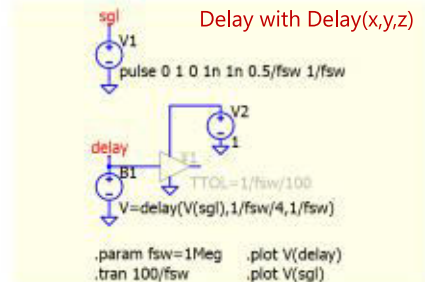 Delay with Delay(x,y,z)
sgl
V1
pulse 0 1 0 1n 1n 0.5/fsw 1/fsw
V2
1
delay
B1
TTOL=1/fsw/100
V=delay(V(sgl),1/fsw/4,1/fsw)
.param fsw=1Meg .plot V(delay)
.tran 100/fsw .plot V(sgl)